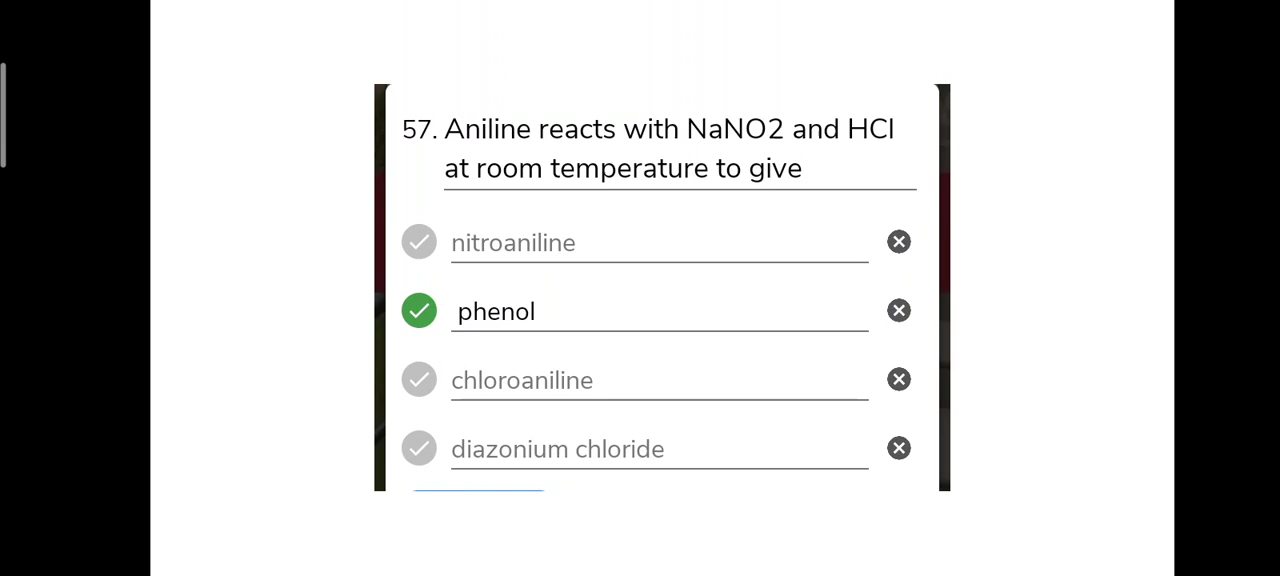 57. Aniline reacts with NaNO2 and HCl
at room temperature to give
nitroaniline
phenol
chloroaniline
diazonium chloride